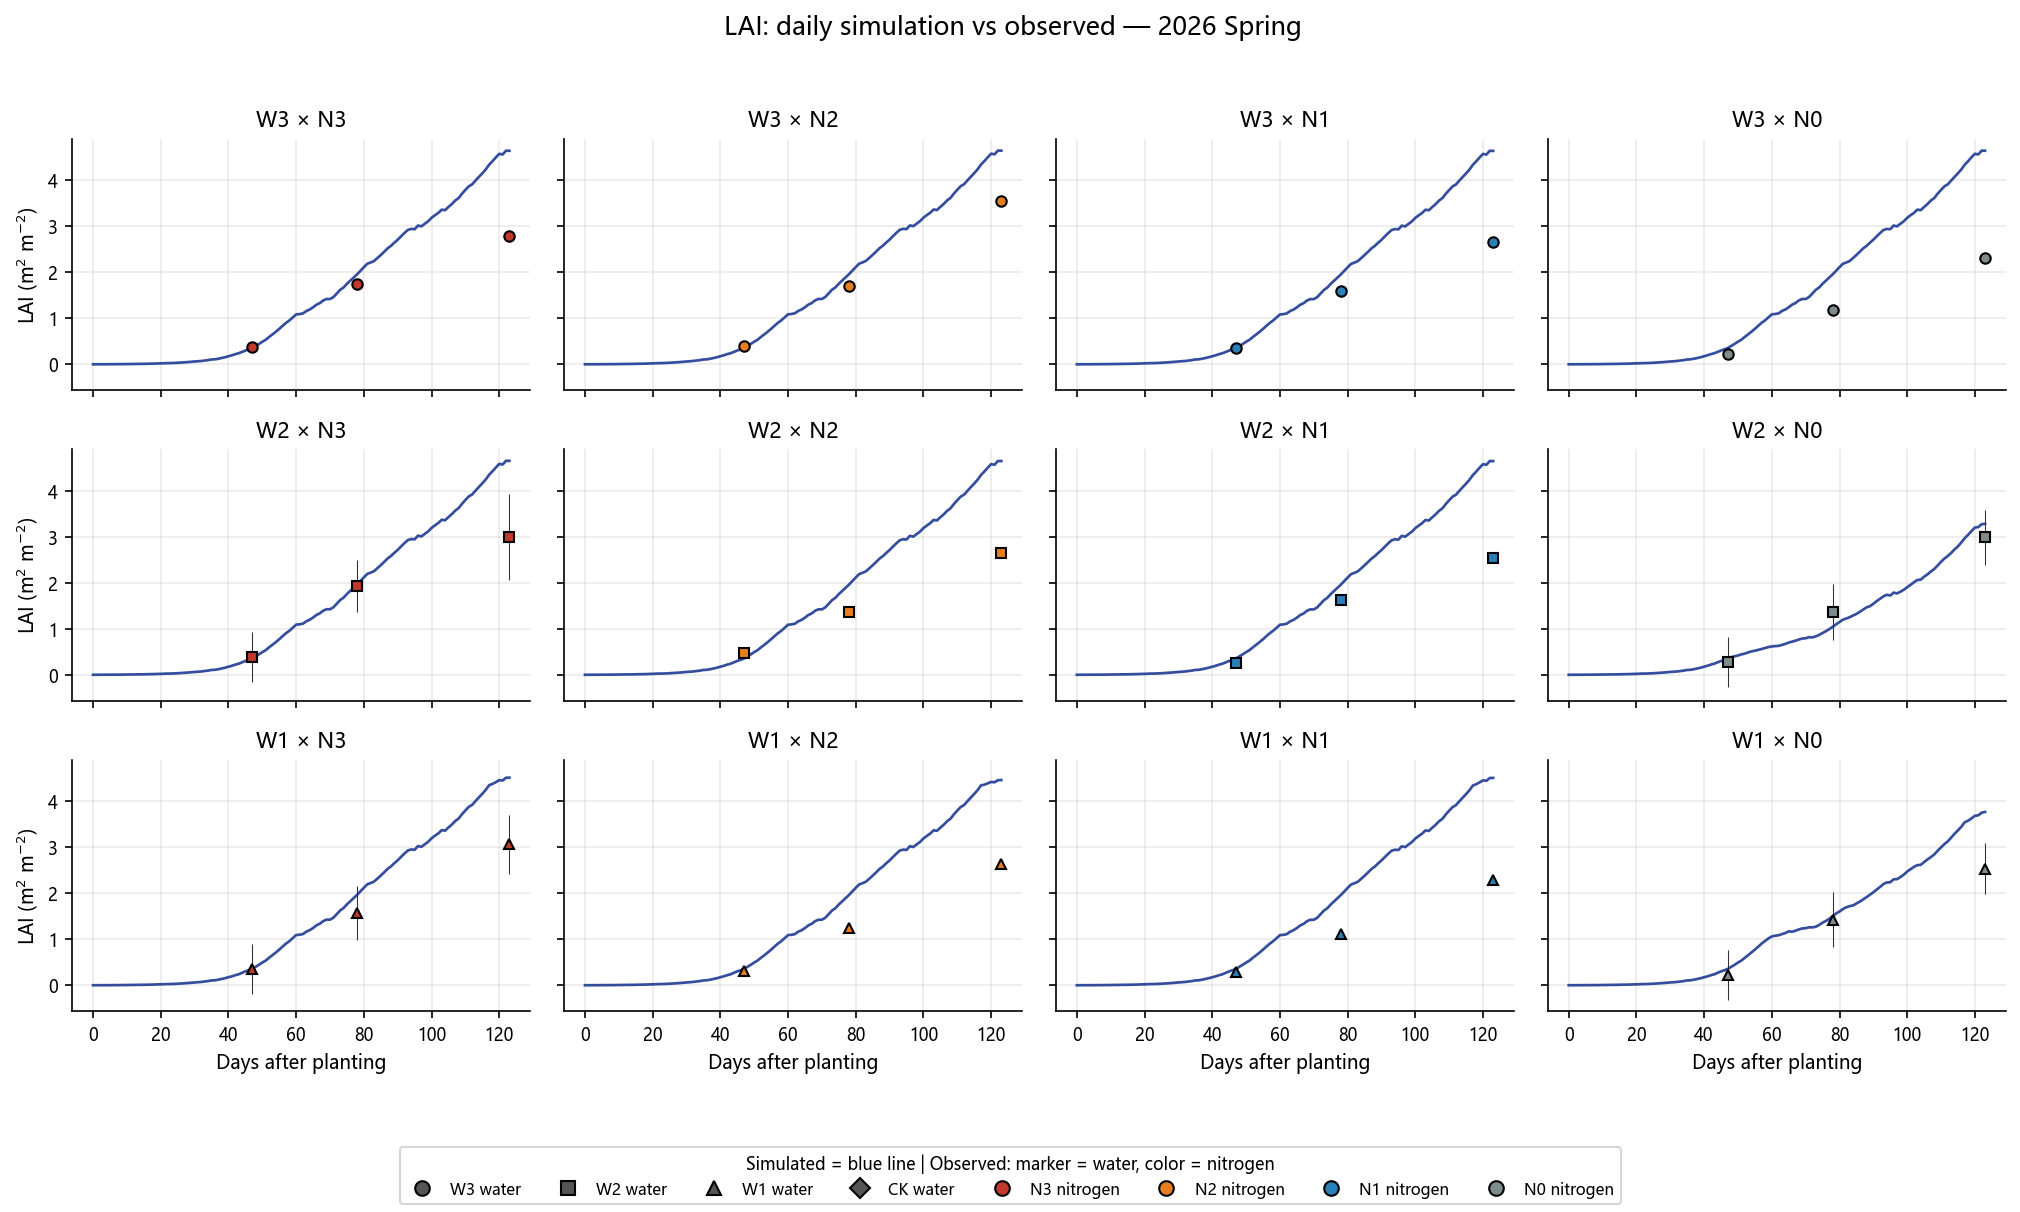 LAI: daily simulation vs observed — 2026 Spring
W3 × N3
W3 × N2
W3 × N1
W3 × N0
LAI (m² m⁻²)
4
3
2
1
0
W2 × N3
W2 × N2
W2 × N1
W2 × N0
LAI (m² m⁻²)
4
3
2
1
0
W1 × N3
W1 × N2
W1 × N1
W1 × N0
LAI (m² m⁻²)
4
3
2
1
0
0 20 40 60 80 100 120
0 20 40 60 80 100 120
0 20 40 60 80 100 120
0 20 40 60 80 100 120
Days after planting
Days after planting
Days after planting
Days after planting
Simulated = blue line | Observed: marker = water, color = nitrogen
W3 water W2 water W1 water CK water N3 nitrogen N2 nitrogen N1 nitrogen N0 nitrogen